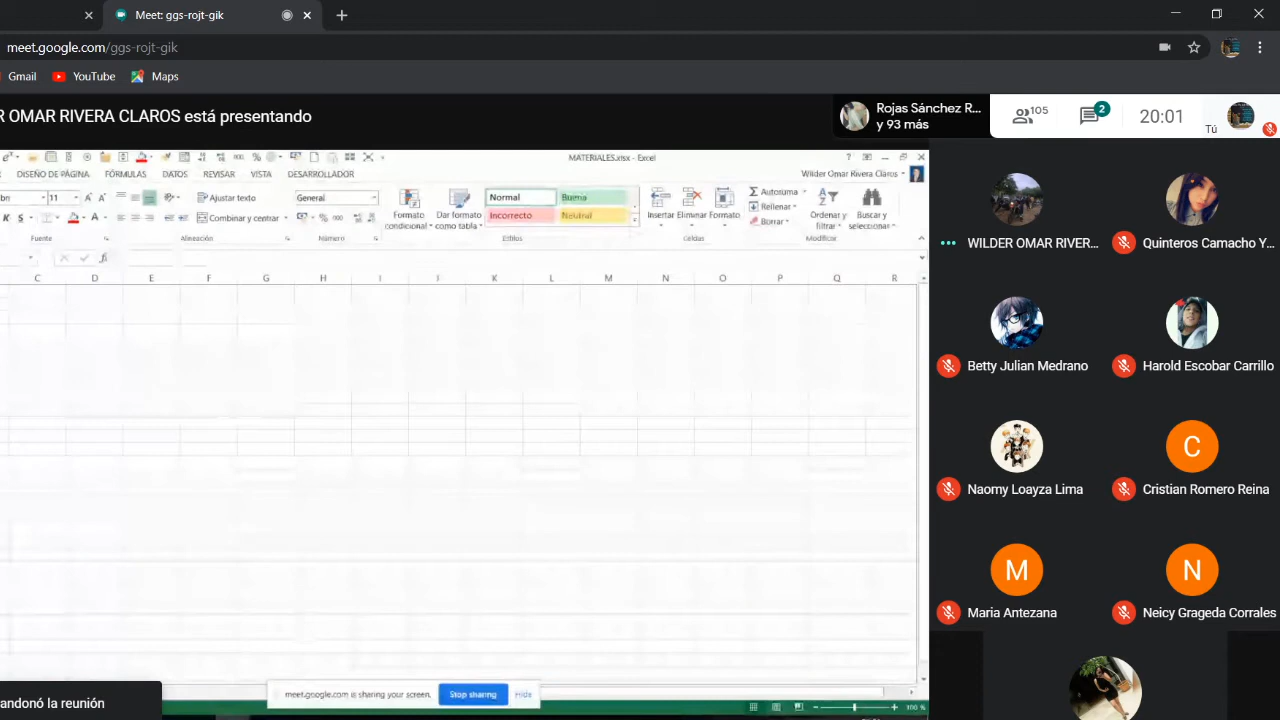 Meet: ggs-rojt-gik
meet.google.com/ggs-rojt-gik
Gmail
YouTube
Maps
R OMAR RIVERA CLAROS está presentando
Rojas Sánchez R...
y 93 más
105
2
20:01
Tú
MATERIALES.xlsx - Excel
DISEÑO DE PÁGINA
FÓRMULAS
DATOS
REVISAR
VISTA
DESARROLLADOR
Wilder Omar Rivera Claros
11
Ajustar texto
General
Normal
Buena
Autosuma
Rellenar
Borrar
Combinar y centrar
Formato
condicional
Dar formato
como tabla
Incorrecto
Neutral
Insertar
Eliminar
Formato
Ordenar y
filtrar
Buscar y
seleccionar
Fuente
Alineación
Número
Estilos
Celdas
Modificar
C D E F G H I J K L M N O P Q R
WILDER OMAR RIVER...
Quinteros Camacho Y...
Betty Julian Medrano
Harold Escobar Carrillo
Naomy Loayza Lima
C
Cristian Romero Reina
M
Maria Antezana
N
Neicy Grageda Corrales
andonó la reunión
meet.google.com is sharing your screen.
Stop sharing
Hide
100 %